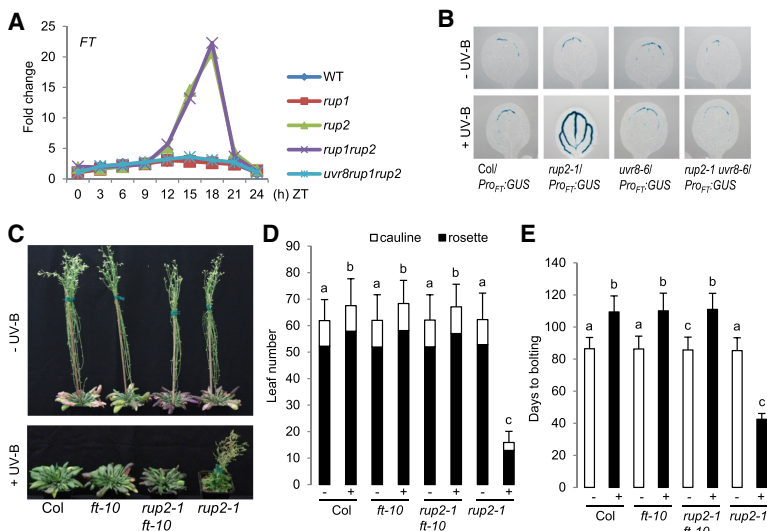 A
FT
Fold change
25
20
15
10
5
0
0 3 6 9 12 15 18 21 24 (h) ZT
WT
rup1
rup2
rup1rup2
uvr8rup1rup2
B
- UV-B
+ UV-B
Col/ rup2-1/ uvr8-6/ rup2-1 uvr8-6/
ProFT:GUS ProFT:GUS ProFT:GUS ProFT:GUS
C
- UV-B
+ UV-B
Col ft-10 rup2-1 rup2-1
ft-10
D
cauline rosette
Leaf number
90
80
70
60
50
40
30
20
10
0
a b a b a b a c
- + - + - + - +
Col ft-10 rup2-1 rup2-1
ft-10
E
Days to bolting
140
120
100
80
60
40
20
0
a b a b c b a c
- + - + - + - +
Col ft-10 rup2-1 rup2-1
ft-10